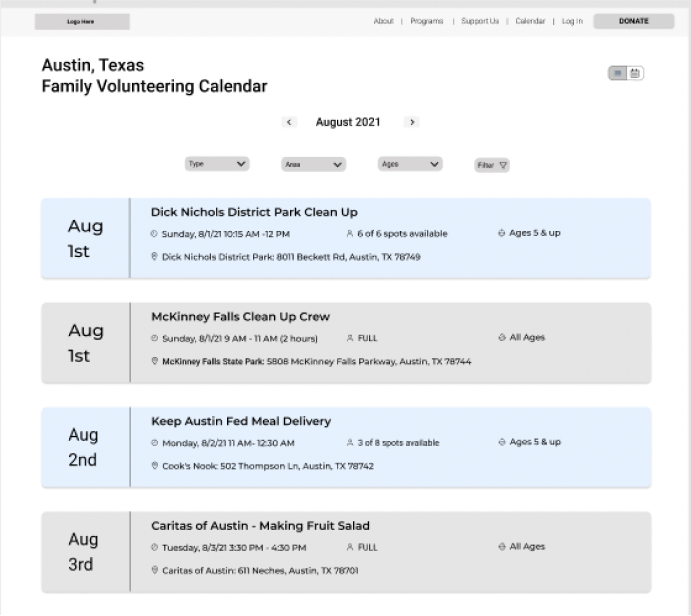 Logo Here
About | Programs | Support Us | Calendar | Log In
DONATE
Austin, Texas
Family Volunteering Calendar
August 2021
Type
Area
Ages
Filter
Aug
1st
Dick Nichols District Park Clean Up
Sunday, 8/1/21 10:15 AM -12 PM
6 of 6 spots available
Ages 5 & up
Dick Nichols District Park: 8011 Beckett Rd, Austin, TX 78749
Aug
1st
McKinney Falls Clean Up Crew
Sunday, 8/1/21 9 AM - 11 AM (2 hours)
FULL
All Ages
McKinney Falls State Park: 5808 McKinney Falls Parkway, Austin, TX 78744
Aug
2nd
Keep Austin Fed Meal Delivery
Monday, 8/2/21 11 AM- 12:30 AM
3 of 8 spots available
Ages 5 & up
Cook's Nook: 502 Thompson Ln, Austin, TX 78742
Aug
3rd
Caritas of Austin - Making Fruit Salad
Tuesday, 8/3/21 3:30 PM - 4:30 PM
FULL
All Ages
Caritas of Austin: 611 Neches, Austin, TX 78701